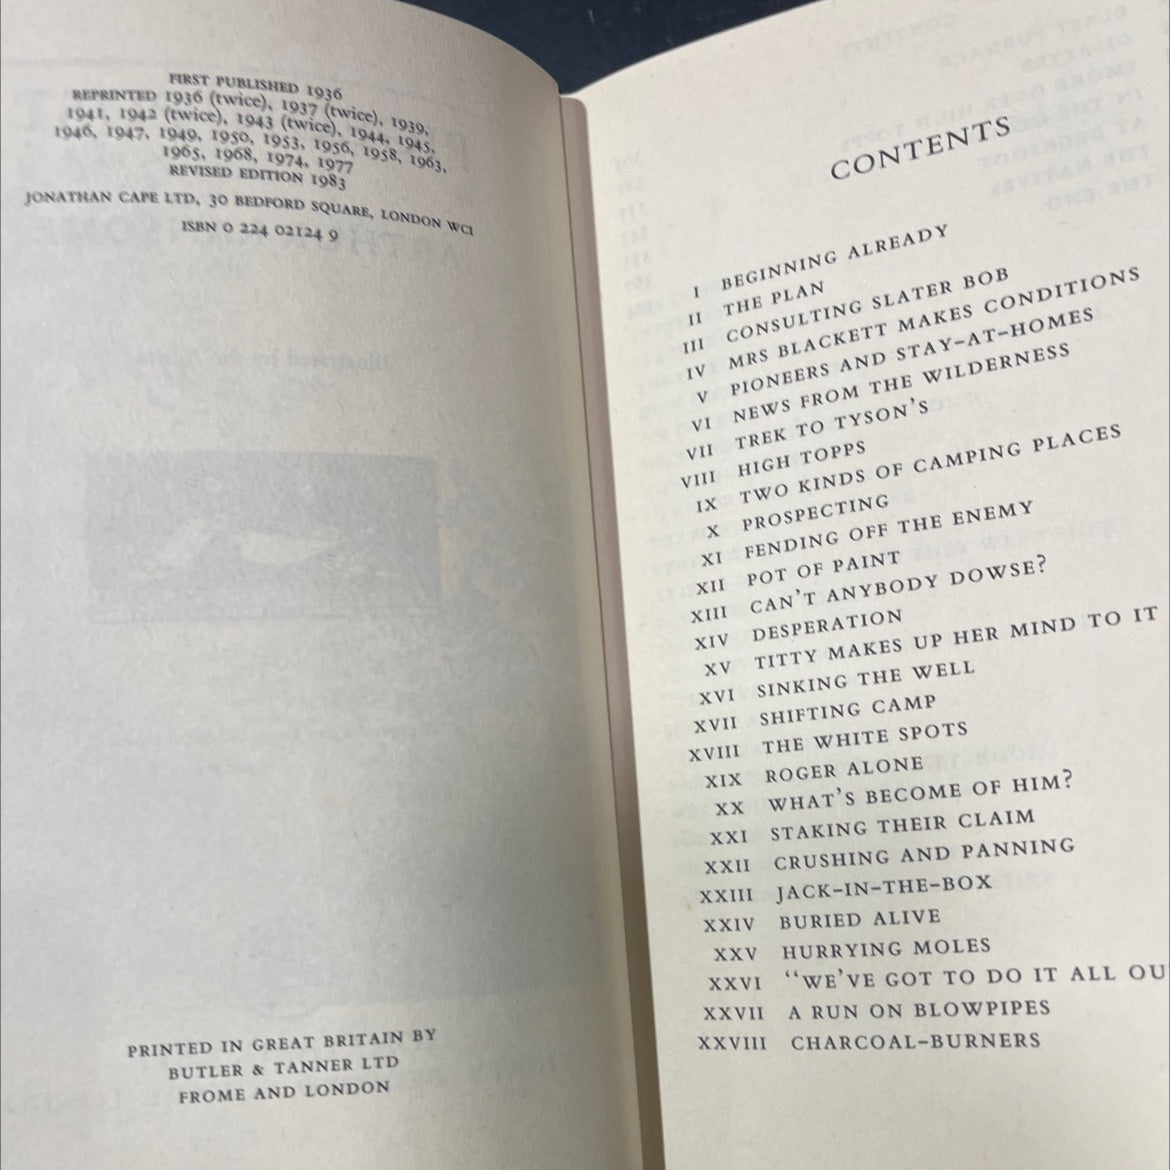 FIRST PUBLISHED 1936
REPRINTED 1936 (twice), 1937 (twice), 1939,
1941, 1942 (twice), 1943 (twice), 1944, 1945,
1946, 1947, 1949, 1950, 1953, 1956, 1958, 1963,
1965, 1968, 1974, 1977
REVISED EDITION 1983
JONATHAN CAPE LTD, 30 BEDFORD SQUARE, LONDON WC1
ISBN 0 224 02124 9
PRINTED IN GREAT BRITAIN BY
BUTLER & TANNER LTD
FROME AND LONDON
CONTENTS
I BEGINNING ALREADY
II THE PLAN
III CONSULTING SLATER BOB
IV MRS BLACKETT MAKES CONDITIONS
V PIONEERS AND STAY-AT-HOMES
VI NEWS FROM THE WILDERNESS
VII TREK TO TYSON'S
VIII HIGH TOPPS
IX TWO KINDS OF CAMPING PLACES
X PROSPECTING
XI FENDING OFF THE ENEMY
XII POT OF PAINT
XIII CAN'T ANYBODY DOWSE?
XIV DESPERATION
XV TITTY MAKES UP HER MIND TO IT
XVI SINKING THE WELL
XVII SHIFTING CAMP
XVIII THE WHITE SPOTS
XIX ROGER ALONE
XX WHAT'S BECOME OF HIM?
XXI STAKING THEIR CLAIM
XXII CRUSHING AND PANNING
XXIII JACK-IN-THE-BOX
XXIV BURIED ALIVE
XXV HURRYING MOLES
XXVI "WE'VE GOT TO DO IT ALL OU
XXVII A RUN ON BLOWPIPES
XXVIII CHARCOAL-BURNERS